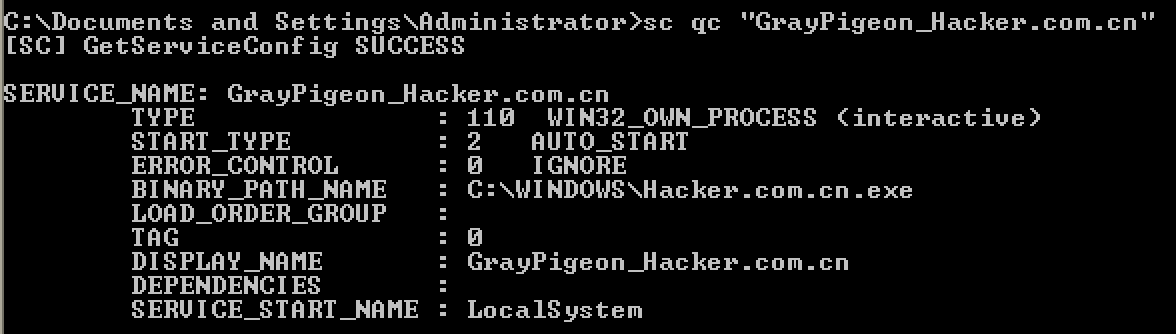 C:\Documents and Settings\Administrator>sc qc "GrayPigeon_Hacker.com.cn"
[SC] GetServiceConfig SUCCESS
SERVICE_NAME: GrayPigeon_Hacker.com.cn
        TYPE               : 110  WIN32_OWN_PROCESS (interactive)
        START_TYPE         : 2   AUTO_START
        ERROR_CONTROL      : 0   IGNORE
        BINARY_PATH_NAME   : C:\WINDOWS\Hacker.com.cn.exe
        LOAD_ORDER_GROUP   :
        TAG                : 0
        DISPLAY_NAME       : GrayPigeon_Hacker.com.cn
        DEPENDENCIES       :
        SERVICE_START_NAME : LocalSystem